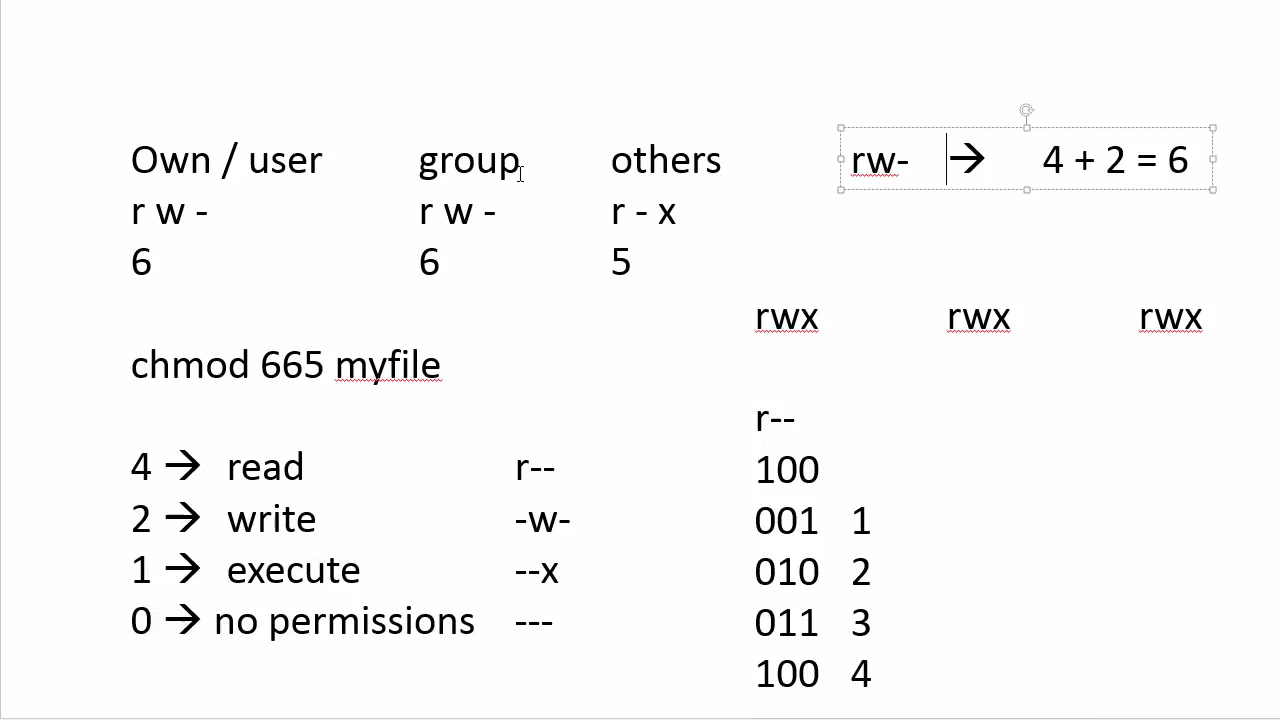 Own / user group others
r w - r w - r - x
6 6 5
chmod 665 myfile
4 → read r--
2 → write -w-
1 → execute --x
0 → no permissions ---
rw- → 4 + 2 = 6
rwx rwx rwx
r--
100
001 1
010 2
011 3
100 4